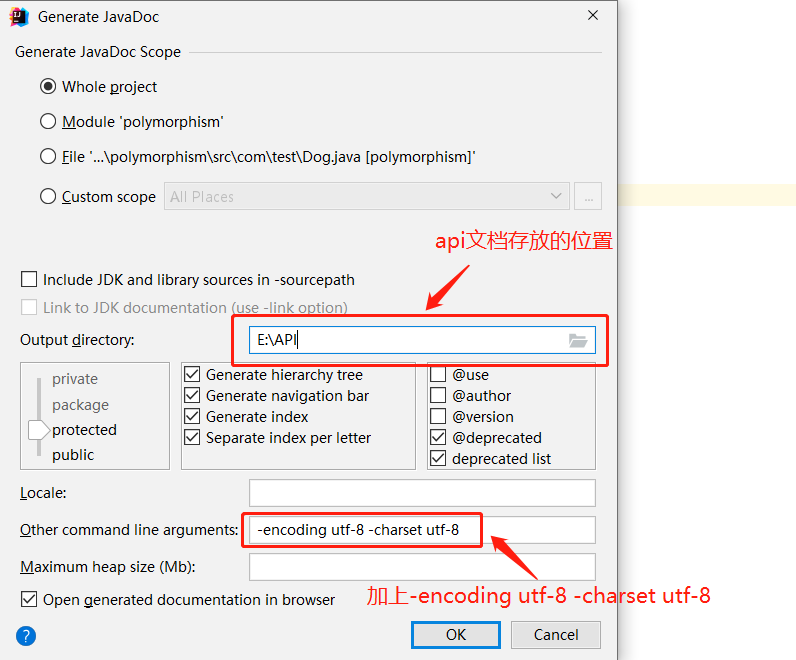 Generate JavaDoc
Generate JavaDoc Scope
Whole project
Module 'polymorphism'
File '...\polymorphism\src\com\test\Dog.java [polymorphism]'
Custom scope All Places ...
api文档存放的位置
Include JDK and library sources in -sourcepath
Link to JDK documentation (use -link option)
Output directory: E:\API
private
package
protected
public
Generate hierarchy tree
Generate navigation bar
Generate index
Separate index per letter
@use
@author
@version
@deprecated
deprecated list
Locale:
Other command line arguments: -encoding utf-8 -charset utf-8
Maximum heap size (Mb):
加上-encoding utf-8 -charset utf-8
Open generated documentation in browser
? OK Cancel